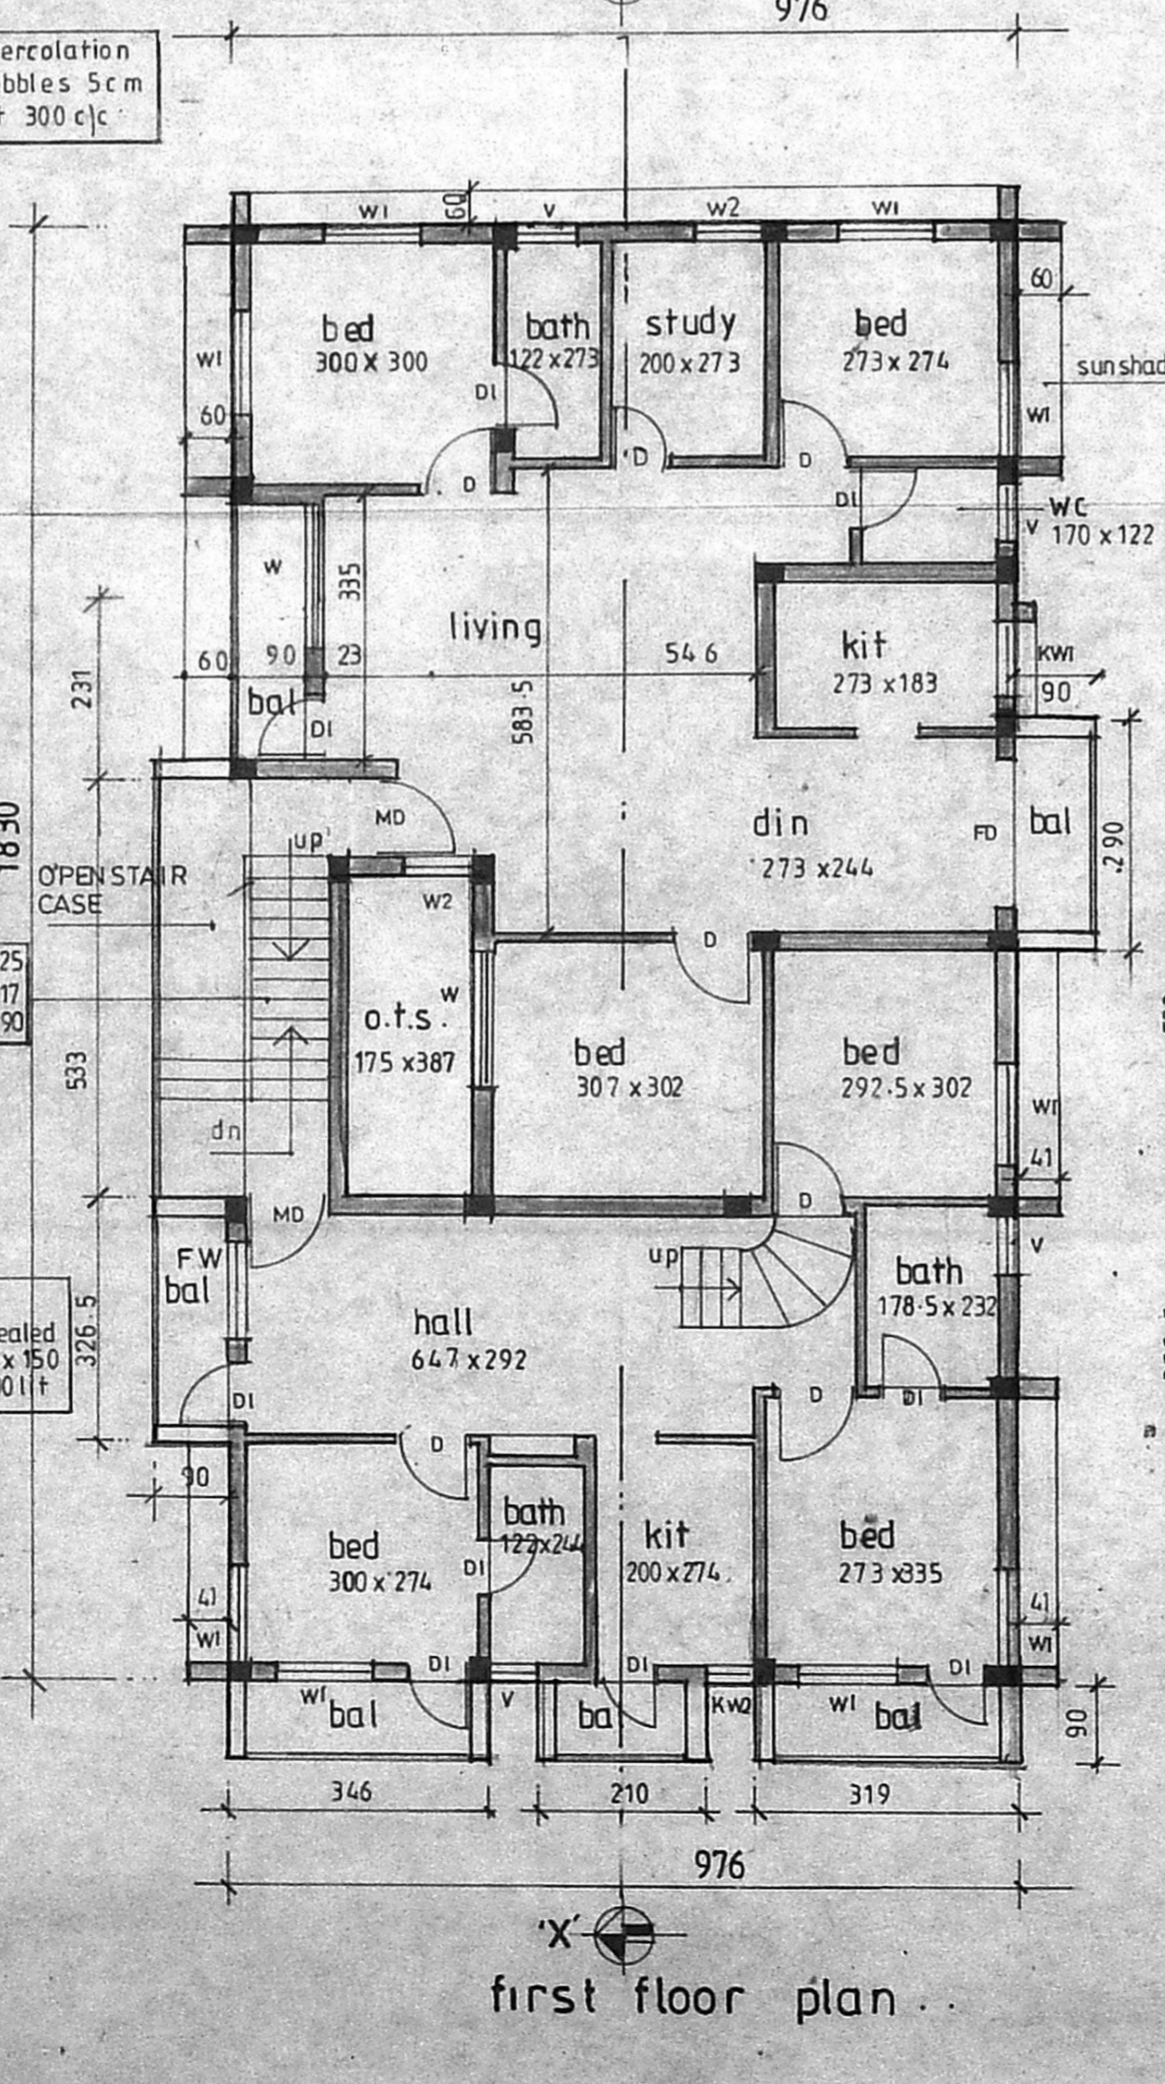 976
ercolation
bbles 5cm
300 c\c
W1
60
V
W2
W1
60
bed
300 X 300
bath
122 x 273
study
200 x 273
bed
273 x 274
sunshad
W1
60
D1
W1
D
D
D
D1
WC
170 x 122
V
W
335
living
kit
273 x 183
KW1
90
60
90
23
546
231
bal
D1
583.5
1830
MD
up
din
273 x 244
FD
bal
290
OPEN STAIR
CASE
W2
D
25
17
90
W
o.t.s.
175 x 387
bed
307 x 302
bed
292.5 x 302
533
W1
41
dn
D
MD
FW
bal
up
bath
178.5 x 232
V
326.5
hall
647 x 292
ealed
x 150
0 lit
D1
D
D
D1
90
bed
300 x 274
bath
122x244
kit
200 x 274
bed
273 x 335
D1
41
W1
41
W1
D1
D1
D1
W1
bal
V
ba
KW2
W1
bal
90
346
210
319
976
'X'
first floor plan